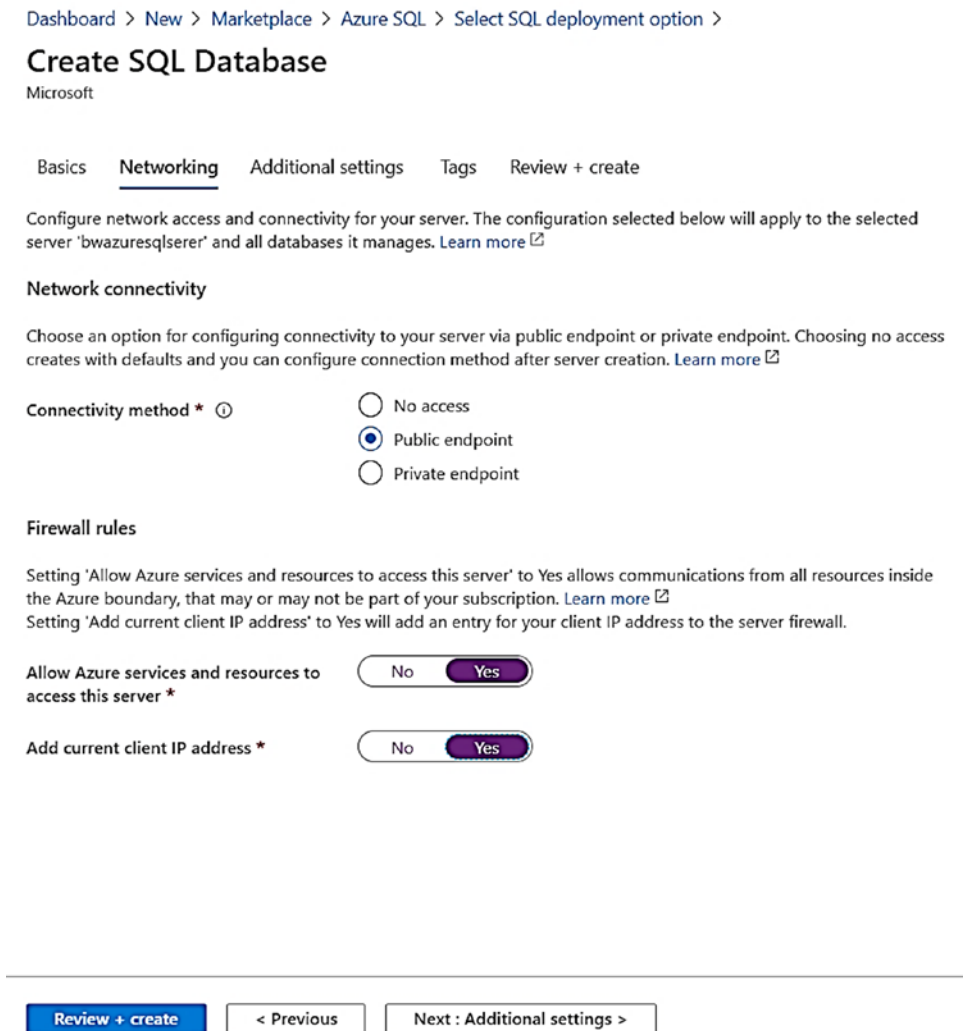 Dashboard > New > Marketplace > Azure SQL > Select SQL deployment option >
Create SQL Database
Microsoft
Basics Networking Additional settings Tags Review + create
Configure network access and connectivity for your server. The configuration selected below will apply to the selected
server 'bwazuresqlserer' and all databases it manages. Learn more
Network connectivity
Choose an option for configuring connectivity to your server via public endpoint or private endpoint. Choosing no access
creates with defaults and you can configure connection method after server creation. Learn more
Connectivity method *
No access
Public endpoint
Private endpoint
Firewall rules
Setting 'Allow Azure services and resources to access this server' to Yes allows communications from all resources inside
the Azure boundary, that may or may not be part of your subscription. Learn more
Setting 'Add current client IP address' to Yes will add an entry for your client IP address to the server firewall.
Allow Azure services and resources to
access this server *
No Yes
Add current client IP address *
No Yes
Review + create
< Previous
Next : Additional settings >